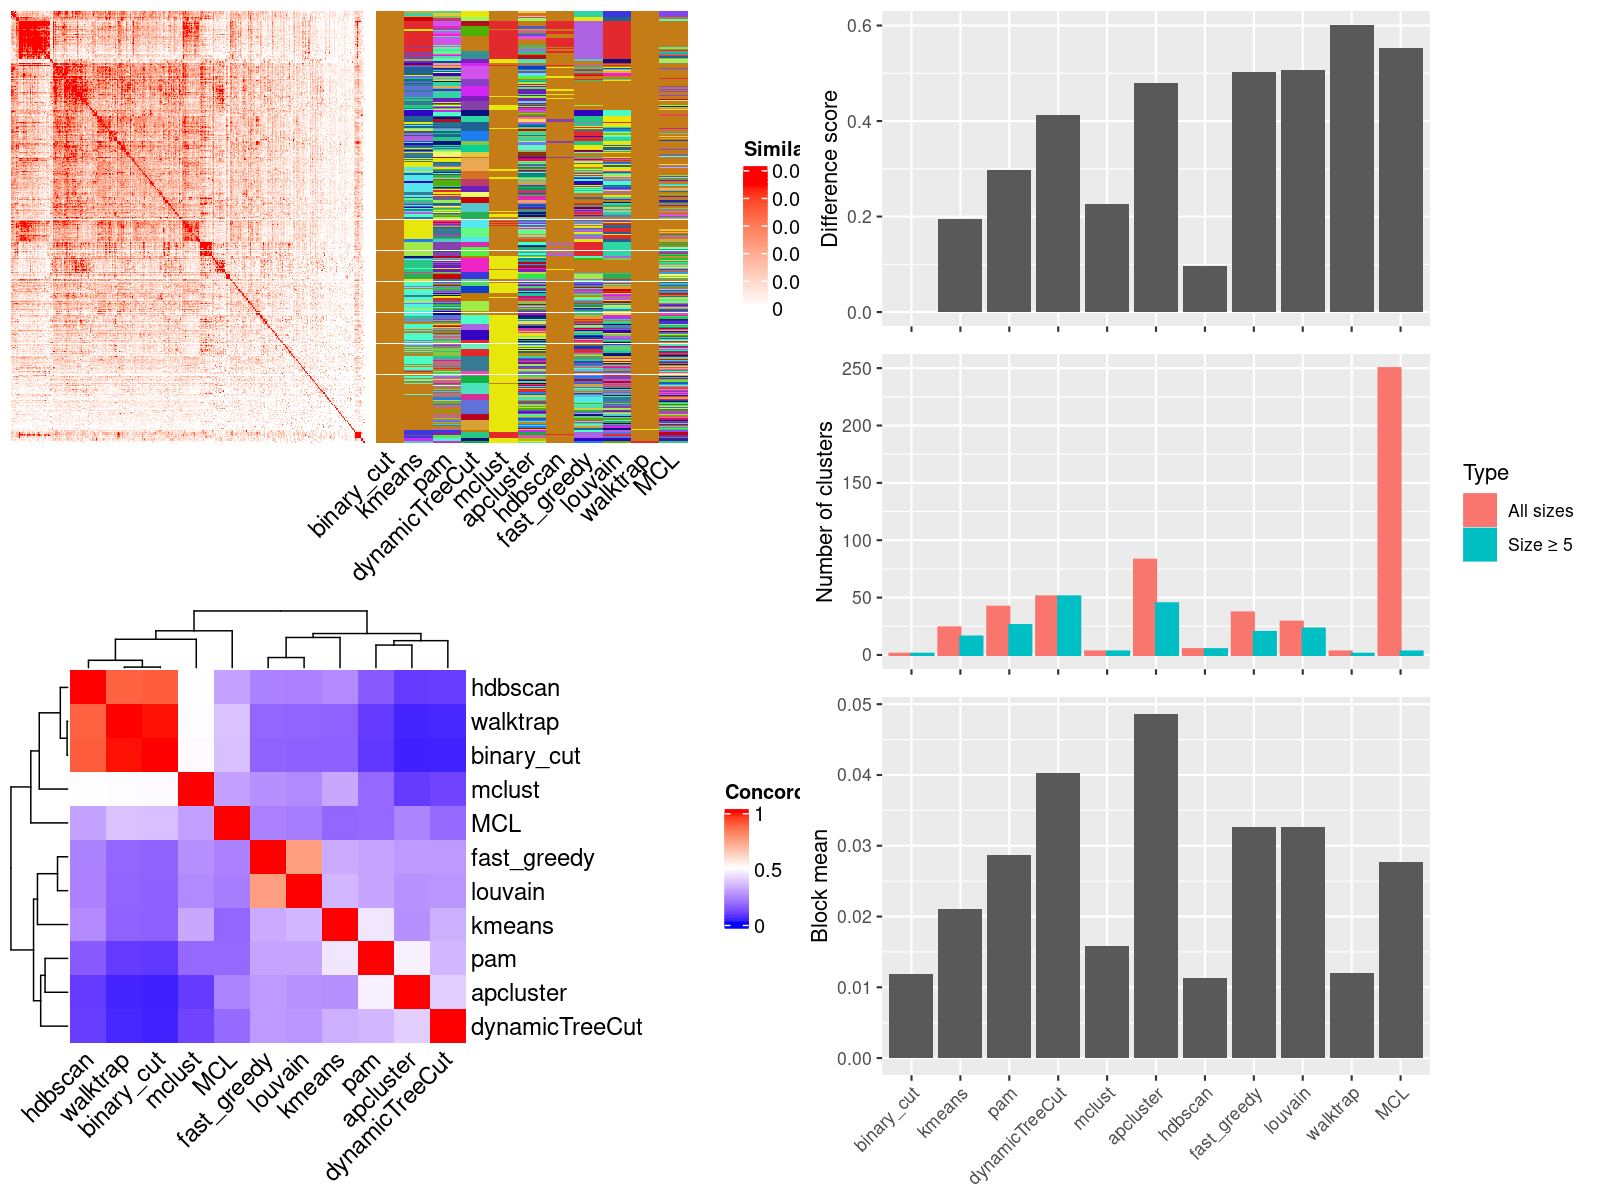 Simila
0.0
0.0
0.0
0.0
0.0
0
binary_cut
kmeans
pam
dynamicTreeCut
mclust
apcluster
hdbscan
fast_greedy
louvain
walktrap
MCL
hdbscan
walktrap
binary_cut
mclust
MCL
fast_greedy
louvain
kmeans
pam
apcluster
dynamicTreeCut
hdbscan
walktrap
binary_cut
mclust
MCL
fast_greedy
louvain
kmeans
pam
apcluster
dynamicTreeCut
Concord
1
0.5
0
Difference score
0.6
0.4
0.2
0.0
Number of clusters
250
200
150
100
50
0
Type
All sizes
Size ≥ 5
Block mean
0.05
0.04
0.03
0.02
0.01
0.00
binary_cut
kmeans
pam
dynamicTreeCut
mclust
apcluster
hdbscan
fast_greedy
louvain
walktrap
MCL